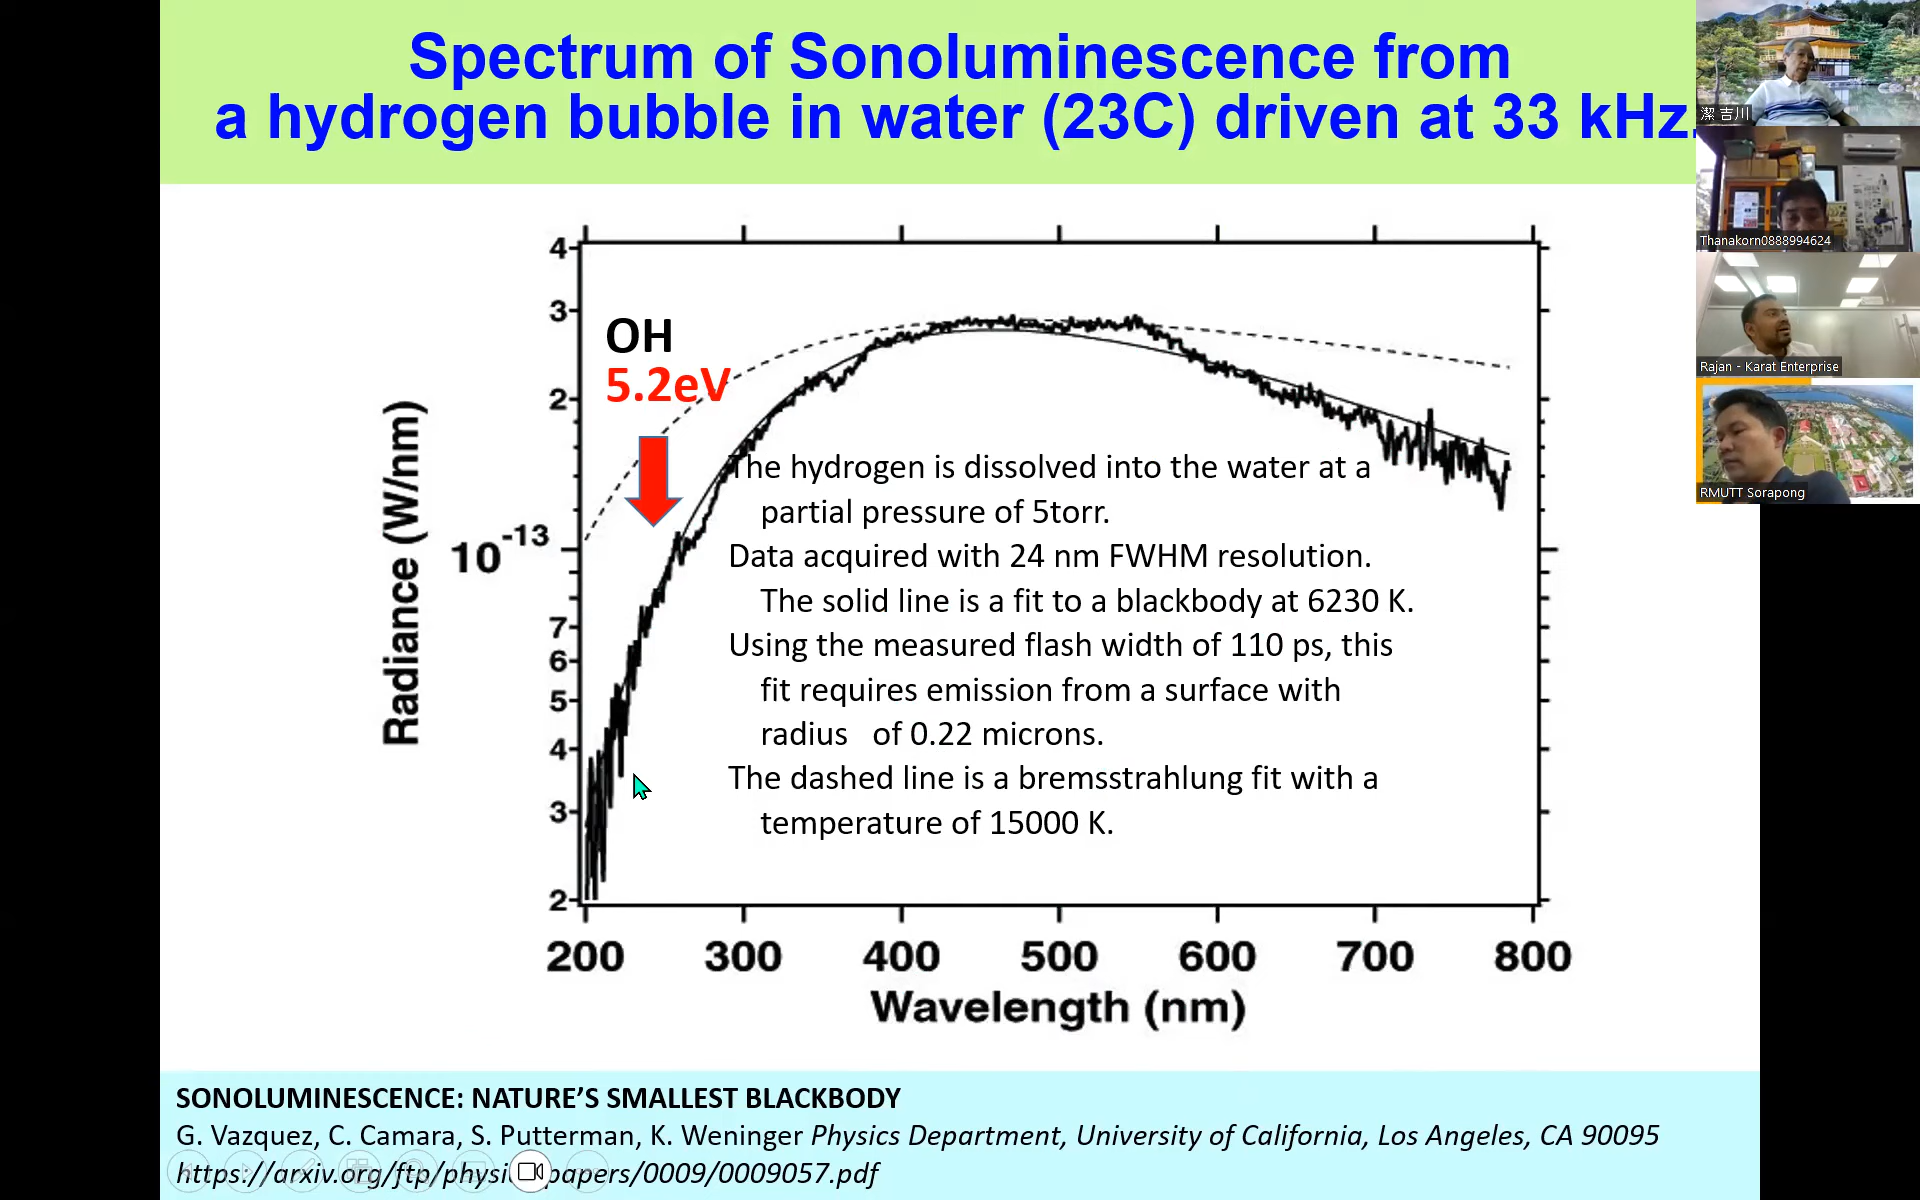 Spectrum of Sonoluminescence from
a hydrogen bubble in water (23C) driven at 33 kHz.
潔 吉川
Thanakorn0888994624
Rajan - Karat Enterprise
RMUTT Sorapong
4
3
2
10-13
7
6
5
4
3
2
Radiance (W/nm)
OH
5.2eV
The hydrogen is dissolved into the water at a
partial pressure of 5torr.
Data acquired with 24 nm FWHM resolution.
The solid line is a fit to a blackbody at 6230 K.
Using the measured flash width of 110 ps, this
fit requires emission from a surface with
radius of 0.22 microns.
The dashed line is a bremsstrahlung fit with a
temperature of 15000 K.
200 300 400 500 600 700 800
Wavelength (nm)
SONOLUMINESCENCE: NATURE'S SMALLEST BLACKBODY
G. Vazquez, C. Camara, S. Putterman, K. Weninger Physics Department, University of California, Los Angeles, CA 90095
https://arxiv.org/ftp/physi papers/0009/0009057.pdf